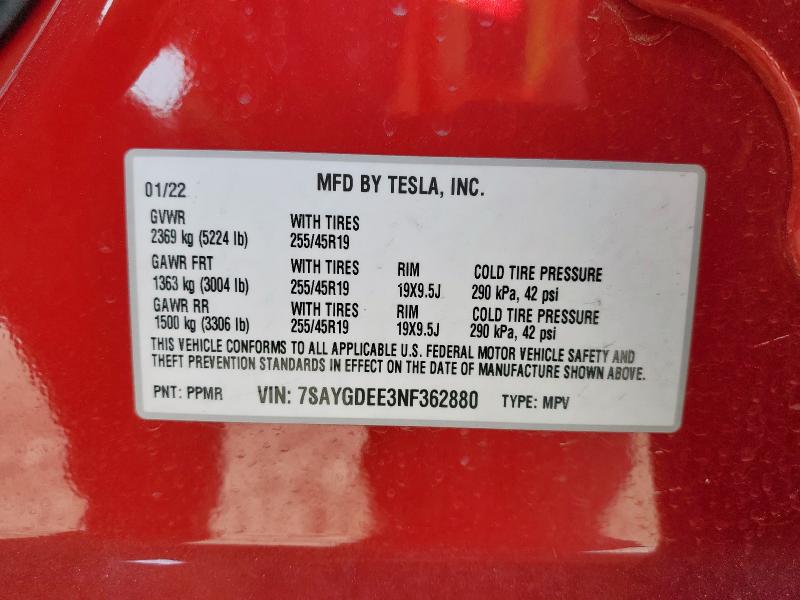 01/22 MFD BY TESLA, INC.
GVWR WITH TIRES
2369 kg (5224 lb) 255/45R19
GAWR FRT WITH TIRES RIM COLD TIRE PRESSURE
1363 kg (3004 lb) 255/45R19 19X9.5J 290 kPa, 42 psi
GAWR RR WITH TIRES RIM COLD TIRE PRESSURE
1500 kg (3306 lb) 255/45R19 19X9.5J 290 kPa, 42 psi
THIS VEHICLE CONFORMS TO ALL APPLICABLE U.S. FEDERAL MOTOR VEHICLE SAFETY AND
THEFT PREVENTION STANDARDS IN EFFECT ON THE DATE OF MANUFACTURE SHOWN ABOVE.
PNT: PPMR VIN: 7SAYGDEE3NF362880 TYPE: MPV